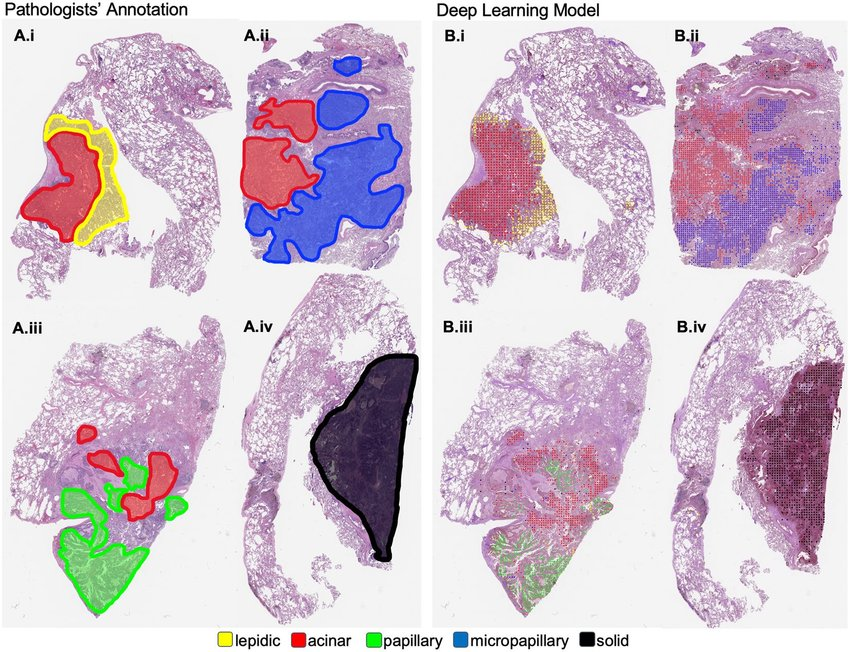 Pathologists’ Annotation
Deep Learning Model
A.i
A.ii
B.i
B.ii
A.iii
A.iv
B.iii
B.iv
lepidic acinar papillary micropapillary solid